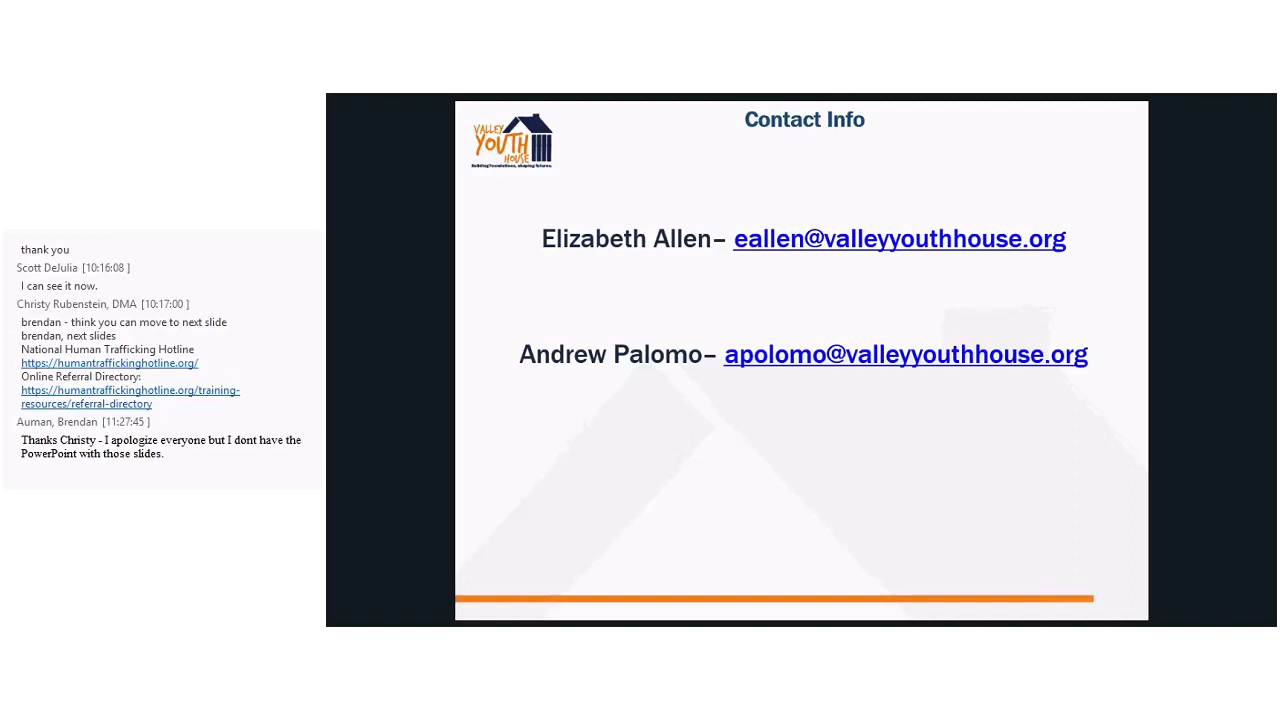 thank you
Scott DeJulia [10:16:08 ]
I can see it now.
Christy Rubenstein, DMA [10:17:00 ]
brendan - think you can move to next slide
brendan, next slides
National Human Trafficking Hotline
https://humantraffickinghotline.org/
Online Referral Directory:
https://humantraffickinghotline.org/training-
resources/referral-directory
Auman, Brendan [11:27:45 ]
Thanks Christy - I apologize everyone but I dont have the
PowerPoint with those slides.
VALLEY
YOUTH
HOUSE
Building foundations, shaping futures.
Contact Info
Elizabeth Allen– eallen@valleyyouthhouse.org
Andrew Palomo– apolomo@valleyyouthhouse.org